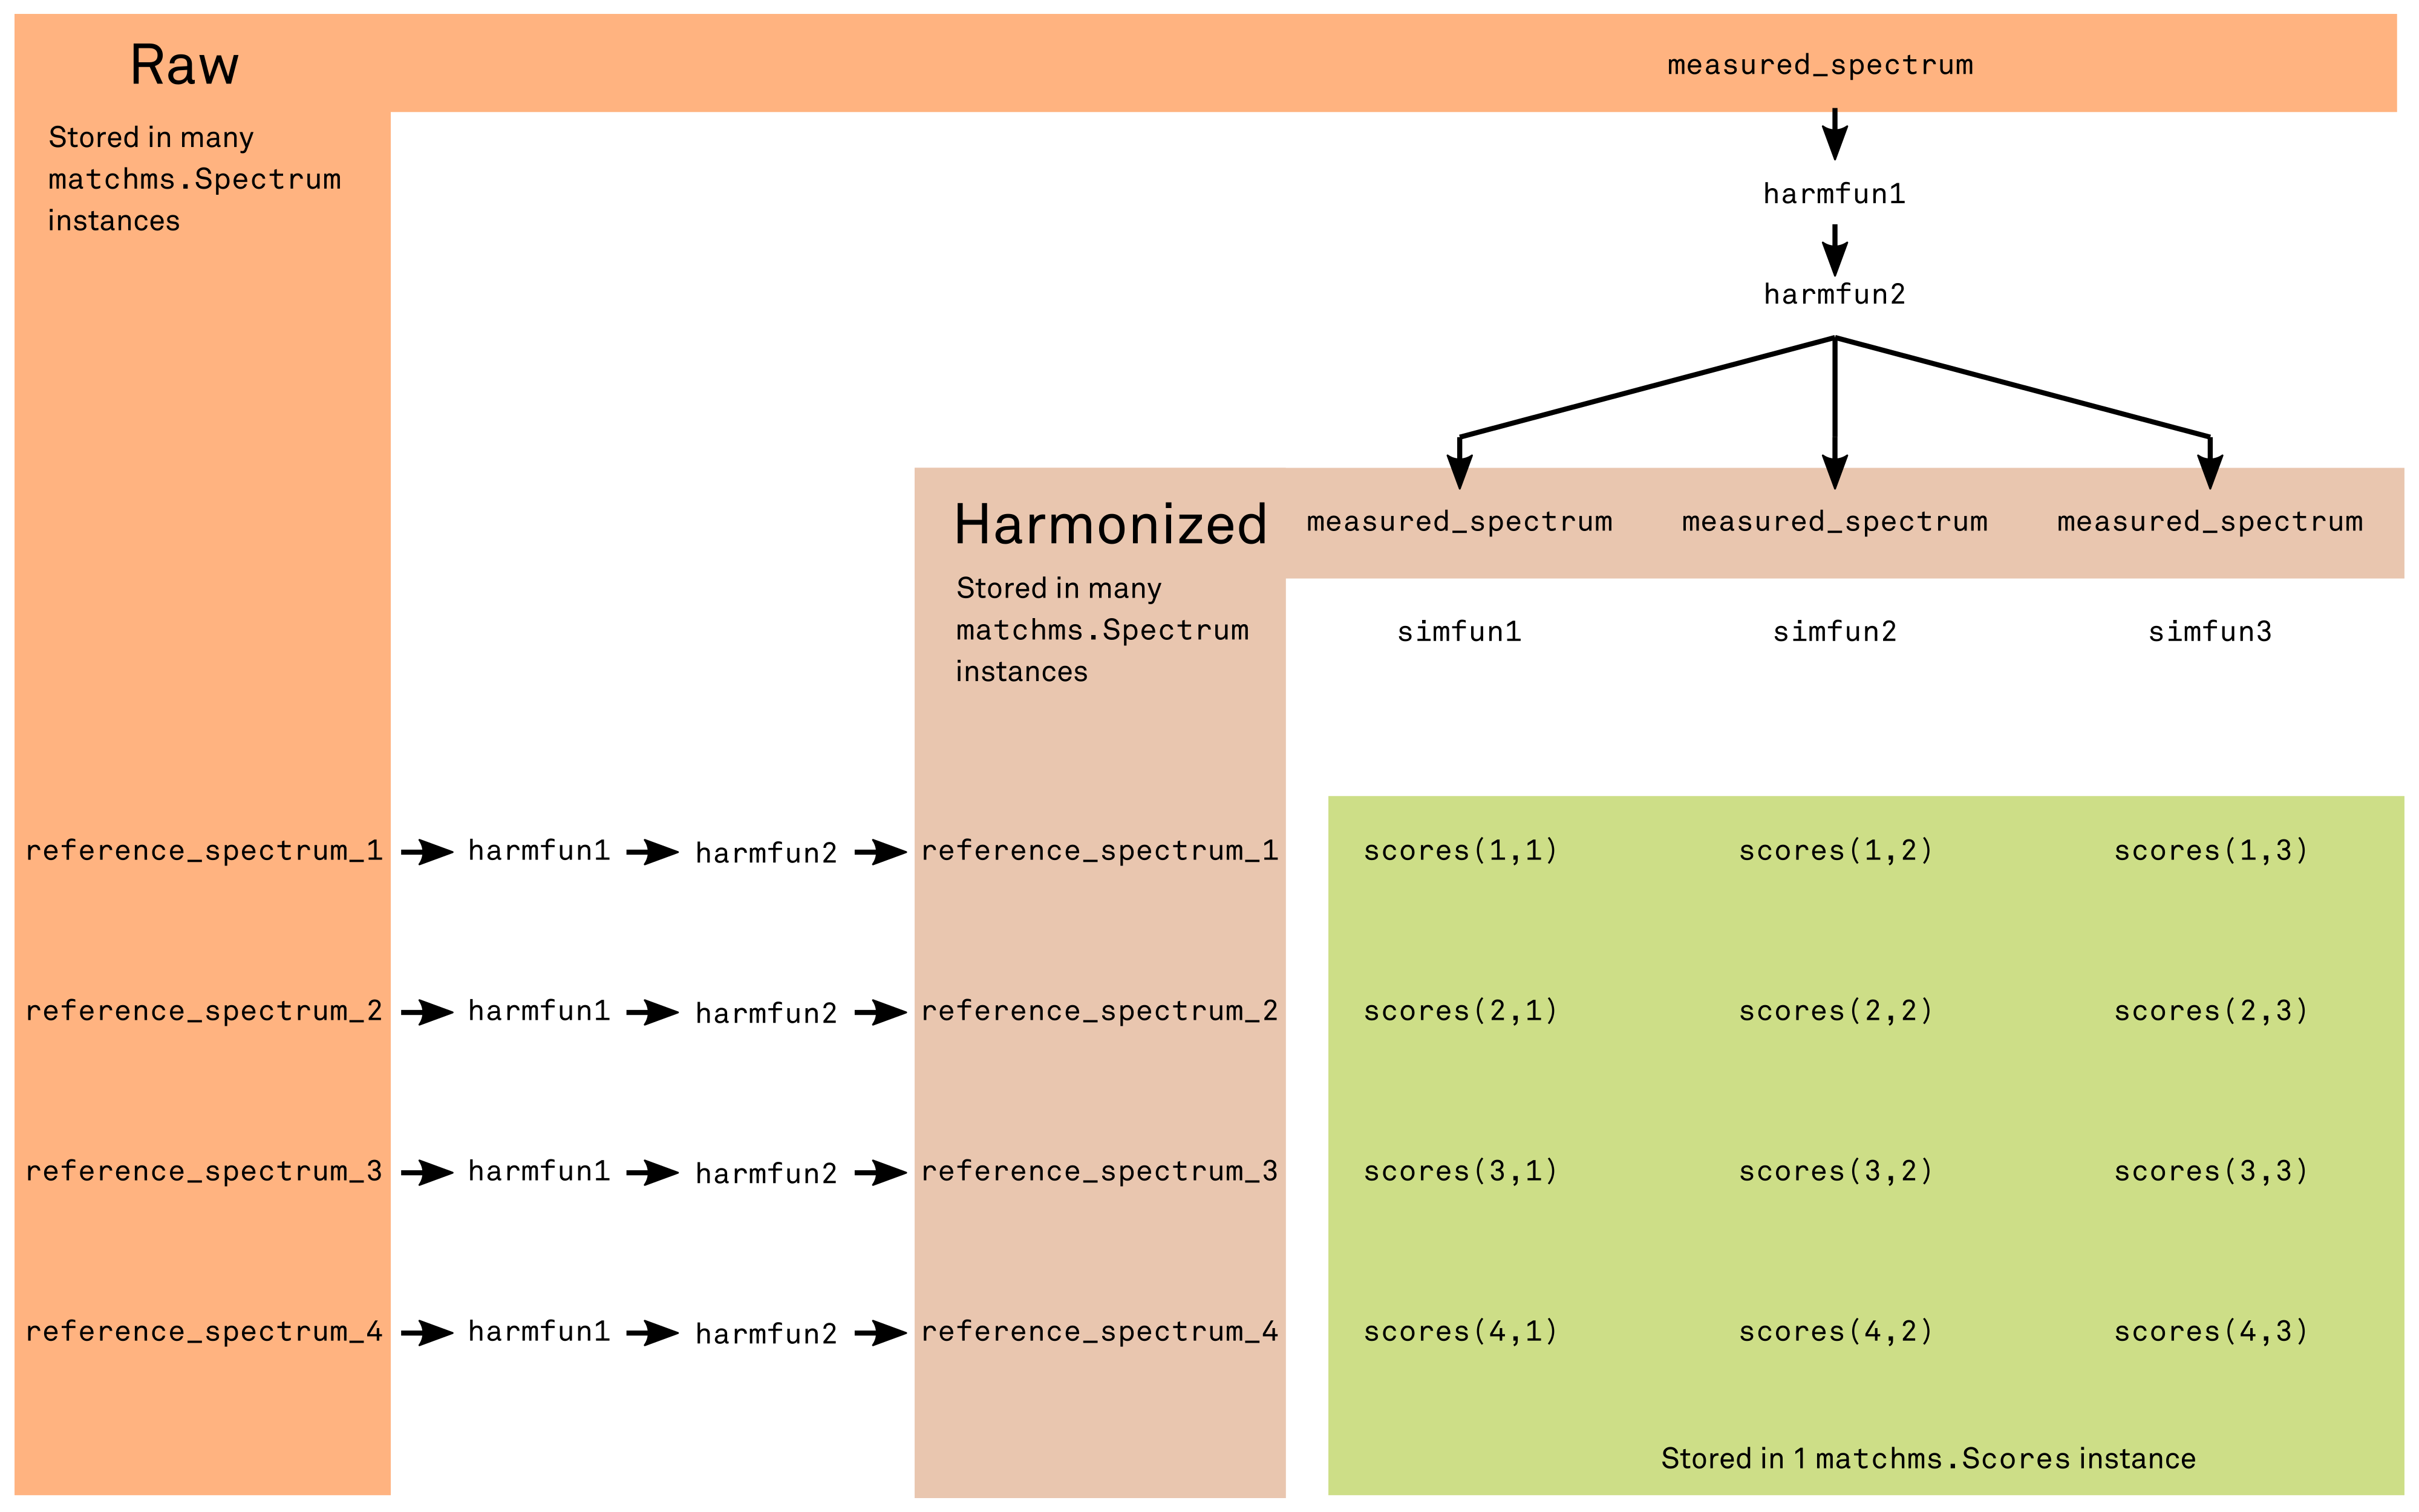 Raw
measured_spectrum
Stored in many
matchms.Spectrum
instances
harmfun1
harmfun2
Harmonized
measured_spectrum measured_spectrum measured_spectrum
Stored in many
matchms.Spectrum
instances
simfun1 simfun2 simfun3
reference_spectrum_1 harmfun1 harmfun2 reference_spectrum_1 scores(1,1) scores(1,2) scores(1,3)
reference_spectrum_2 harmfun1 harmfun2 reference_spectrum_2 scores(2,1) scores(2,2) scores(2,3)
reference_spectrum_3 harmfun1 harmfun2 reference_spectrum_3 scores(3,1) scores(3,2) scores(3,3)
reference_spectrum_4 harmfun1 harmfun2 reference_spectrum_4 scores(4,1) scores(4,2) scores(4,3)
Stored in 1 matchms.Scores instance